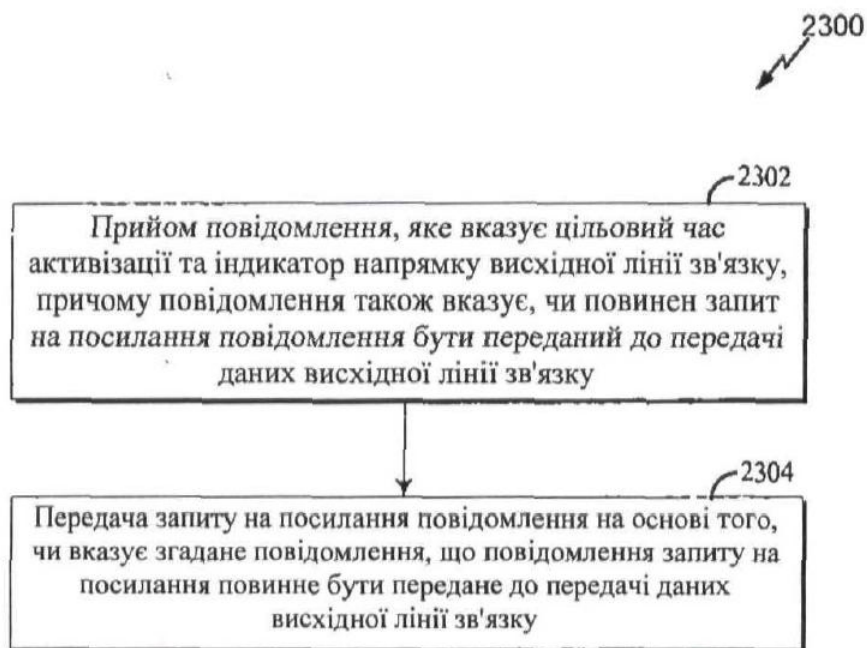 2300
2302
Прийом повідомлення, яке вказує цільовий час
активізації та індикатор напрямку висхідної лінії зв'язку,
причому повідомлення також вказує, чи повинен запит
на посилання повідомлення бути переданий до передачі
даних висхідної лінії зв'язку
2304
Передача запиту на посилання повідомлення на основі того,
чи вказує згадане повідомлення, що повідомлення запиту на
посилання повинне бути передане до передачі даних
висхідної лінії зв'язку